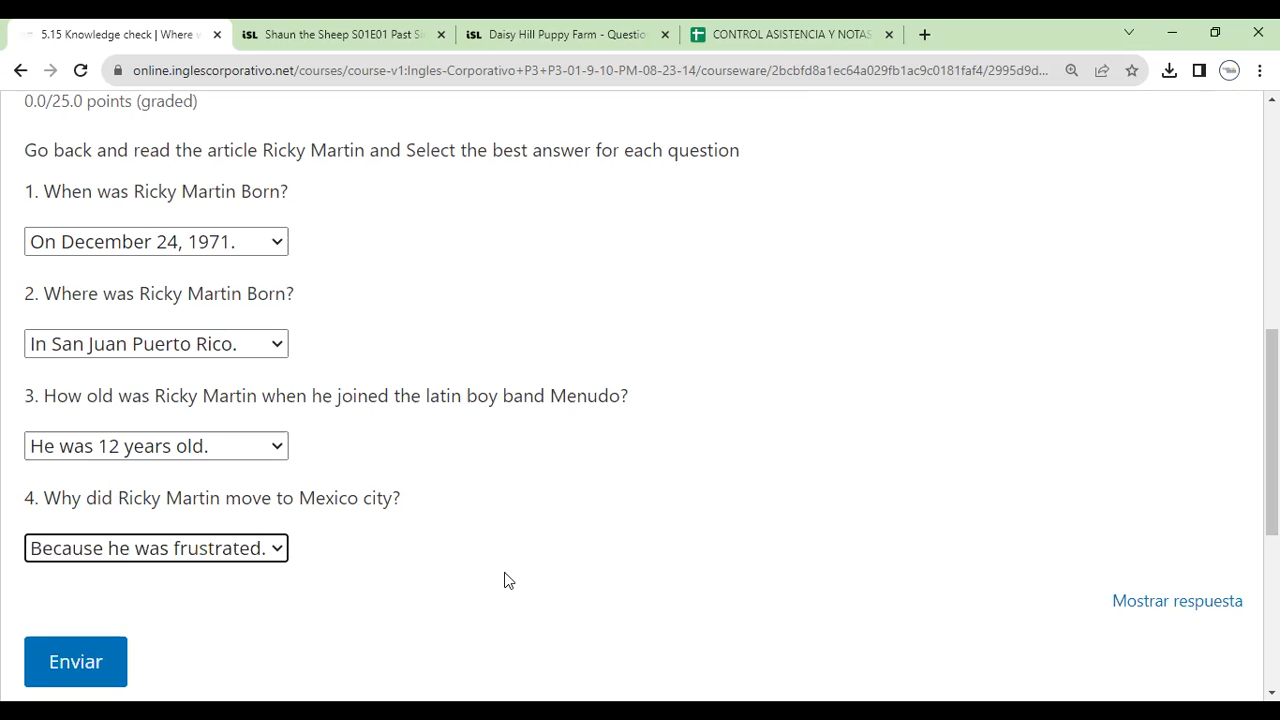 5.15 Knowledge check | Where
Shaun the Sheep S01E01 Past Si
Daisy Hill Puppy Farm - Questio
CONTROL ASISTENCIA Y NOTAS
online.inglescorporativo.net/courses/course-v1:Ingles-Corporativo+P3+P3-01-9-10-PM-08-23-14/courseware/2bcbfd8a1ec64a029fb1ac9c0181faf4/2995d9d...
0.0/25.0 points (graded)
Go back and read the article Ricky Martin and Select the best answer for each question
1. When was Ricky Martin Born?
On December 24, 1971.
2. Where was Ricky Martin Born?
In San Juan Puerto Rico.
3. How old was Ricky Martin when he joined the latin boy band Menudo?
He was 12 years old.
4. Why did Ricky Martin move to Mexico city?
Because he was frustrated.
Mostrar respuesta
Enviar